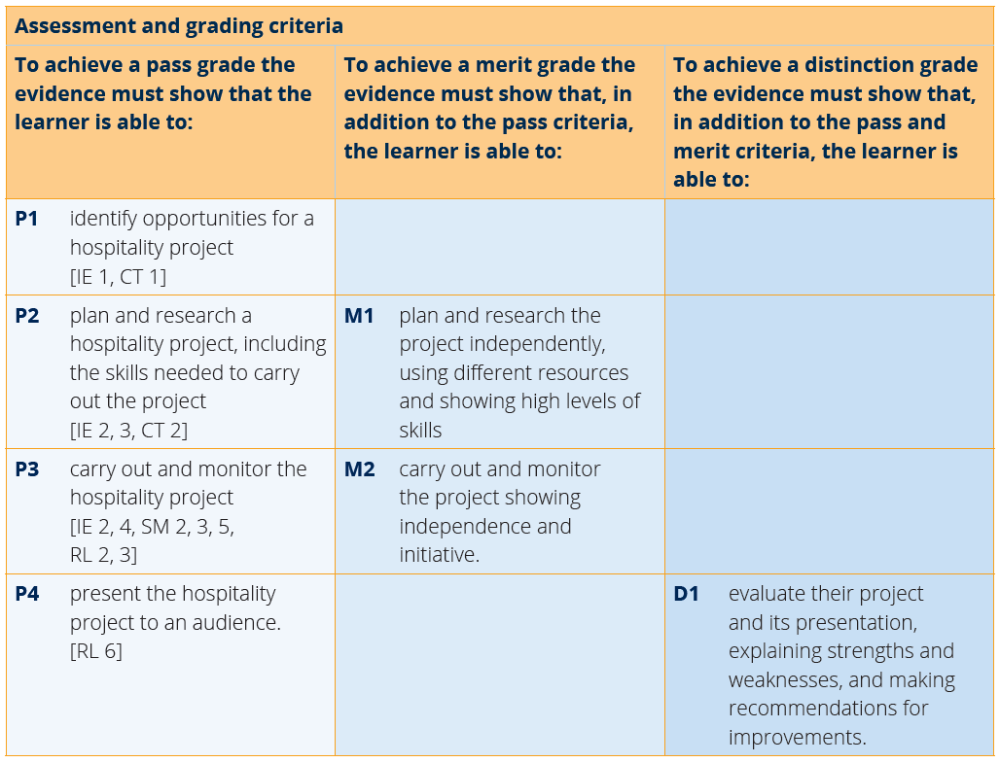 Assessment and grading criteria
To achieve a pass grade the
evidence must show that the
learner is able to:
To achieve a merit grade the
evidence must show that, in
addition to the pass criteria,
the learner is able to:
To achieve a distinction grade
the evidence must show that,
in addition to the pass and
merit criteria, the learner is
able to:
P1 identify opportunities for a
hospitality project
[IE 1, CT 1]
P2 plan and research a
hospitality project, including
the skills needed to carry
out the project
[IE 2, 3, CT 2]
M1 plan and research the
project independently,
using different resources
and showing high levels of
skills
P3 carry out and monitor the
hospitality project
[IE 2, 4, SM 2, 3, 5,
RL 2, 3]
M2 carry out and monitor
the project showing
independence and
initiative.
P4 present the hospitality
project to an audience.
[RL 6]
D1 evaluate their project
and its presentation,
explaining strengths and
weaknesses, and making
recommendations for
improvements.